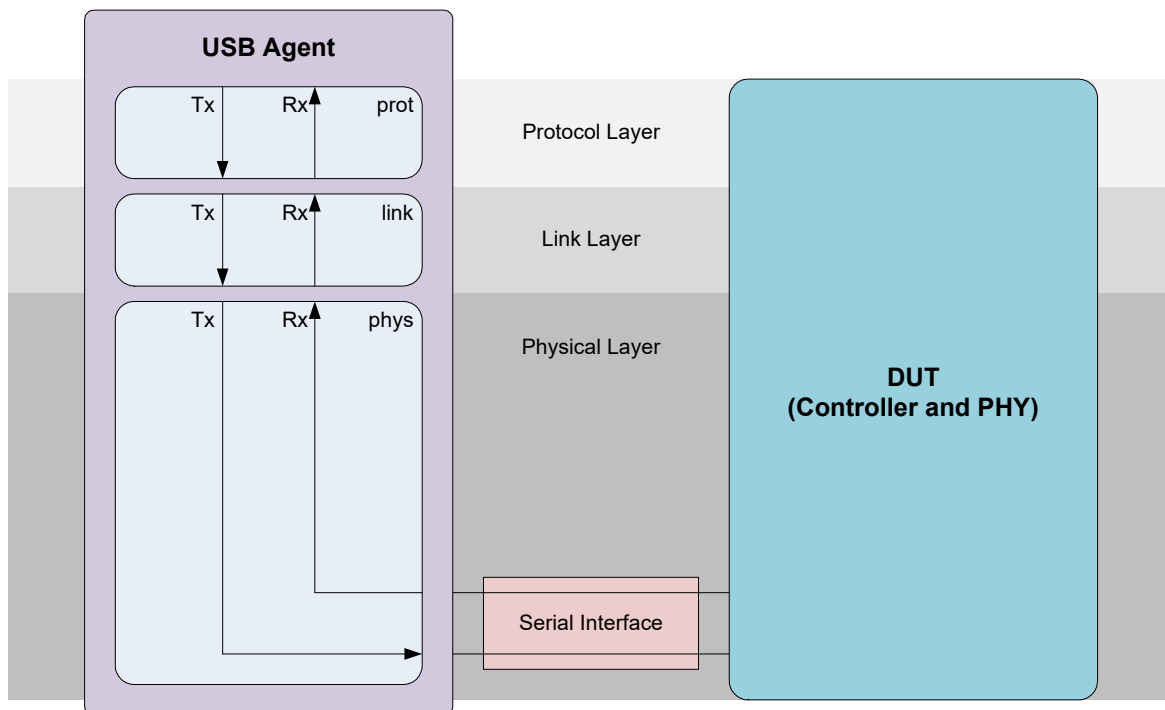 USB Agent
Tx Rx prot
Protocol Layer
Tx Rx link
Link Layer
Tx Rx phys
Physical Layer
DUT
(Controller and PHY)
Serial Interface